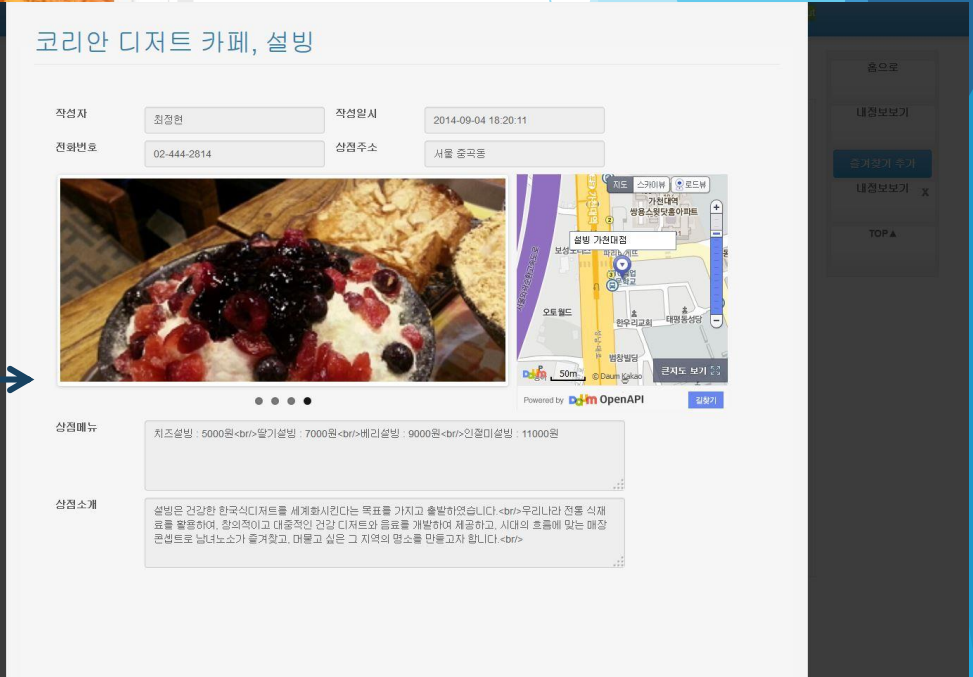 코리안 디저트 카페, 설빙
작성자
최정현
작성일시
2014-09-04 18:20:11
전화번호
02-444-2814
상점주소
서울 중곡동
지도
스카이뷰
로드뷰
가천대역
쌍용스윗닷홈아파트
설빙 가천대점
오토월드
한우리교회
태평동성당
범창빌딩
50m
© Daum Kakao
큰지도 보기
Powered by Daum OpenAPI
길찾기
상점메뉴
치즈설빙 : 5000원<br/>딸기설빙 : 7000원<br/>베리설빙 : 9000원<br/>인절미설빙 : 11000원
상점소개
설빙은 건강한 한국식디저트를 세계화시킨다는 목표를 가지고 출발하였습니다.<br/>우리나라 전통 식재
료를 활용하여, 창의적이고 대중적인 건강 디저트와 음료를 개발하여 제공하고, 시대의 흐름에 맞는 매장
콘셉트로 남녀노소가 즐겨찾고, 머물고 싶은 그 지역의 명소를 만들고자 합니다.<br/>
홈으로
내정보보기
즐겨찾기 추가
내정보보기
X
TOP▲